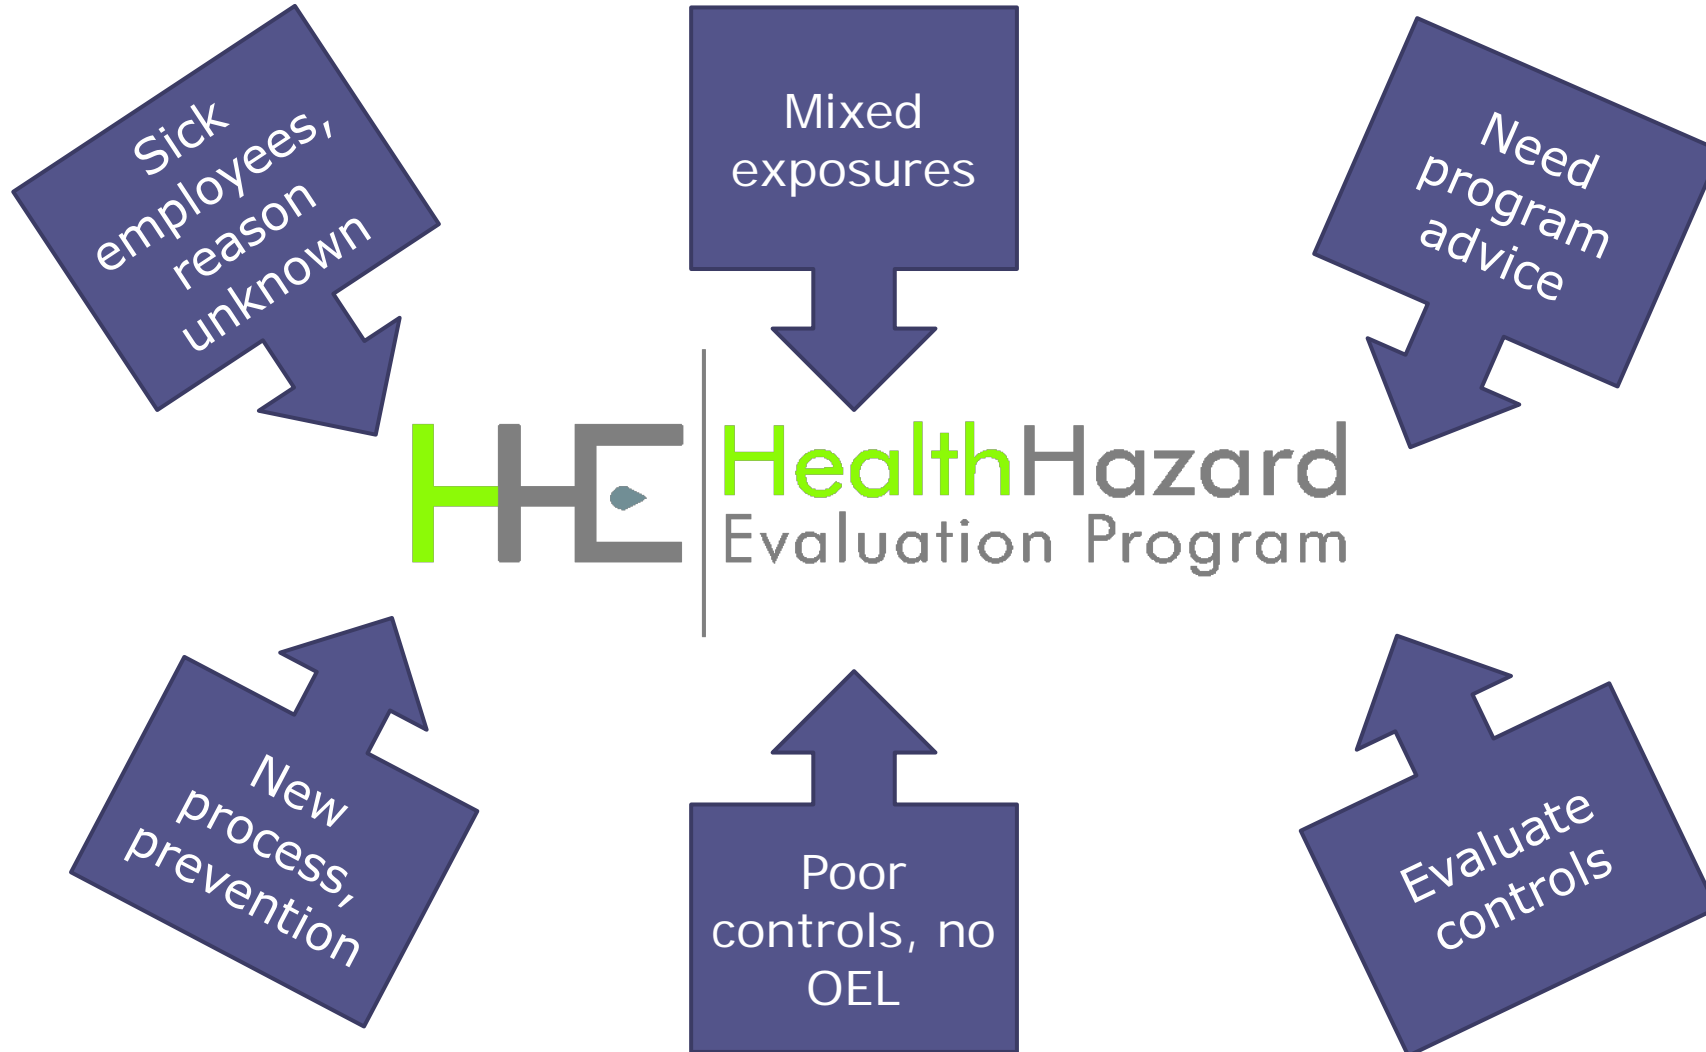 Sick
employees,
reason
unknown
Mixed
exposures
Need
program
advice
HHE
HealthHazard
Evaluation Program
New
process,
prevention
Poor
controls, no
OEL
Evaluate
controls